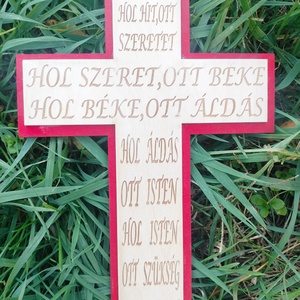 HOL HIT,OTT
SZERETET
HOL SZERET,OTT BEKE
HOL BÉKE,OTT ÁLDÁS
HOL ÁLDÁS
OTT ISTEN
HOL ISTEN
OTT SZÜKSÉG